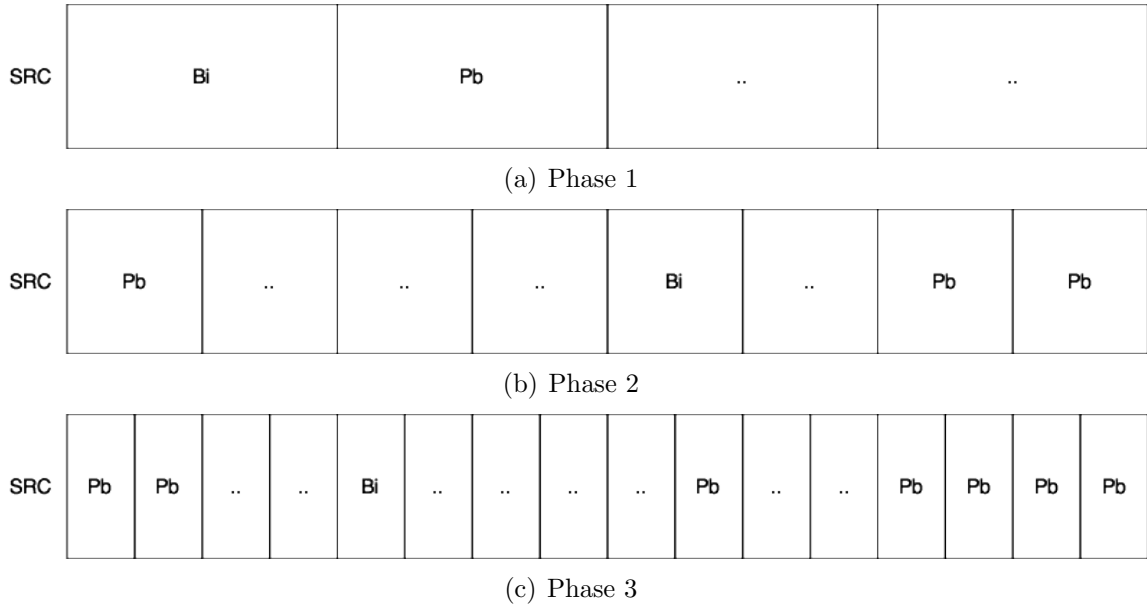 SRC Bi Pb .. ..
(a) Phase 1
SRC Pb .. .. .. Bi .. Pb Pb
(b) Phase 2
SRC Pb Pb .. .. Bi .. .. .. .. Pb .. .. Pb Pb Pb Pb
(c) Phase 3